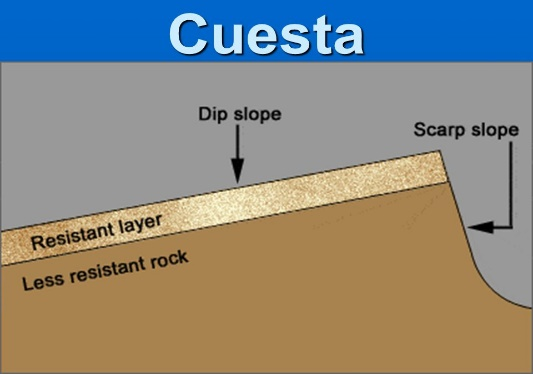 Cuesta
Dip slope
Scarp slope
Resistant layer
Less resistant rock